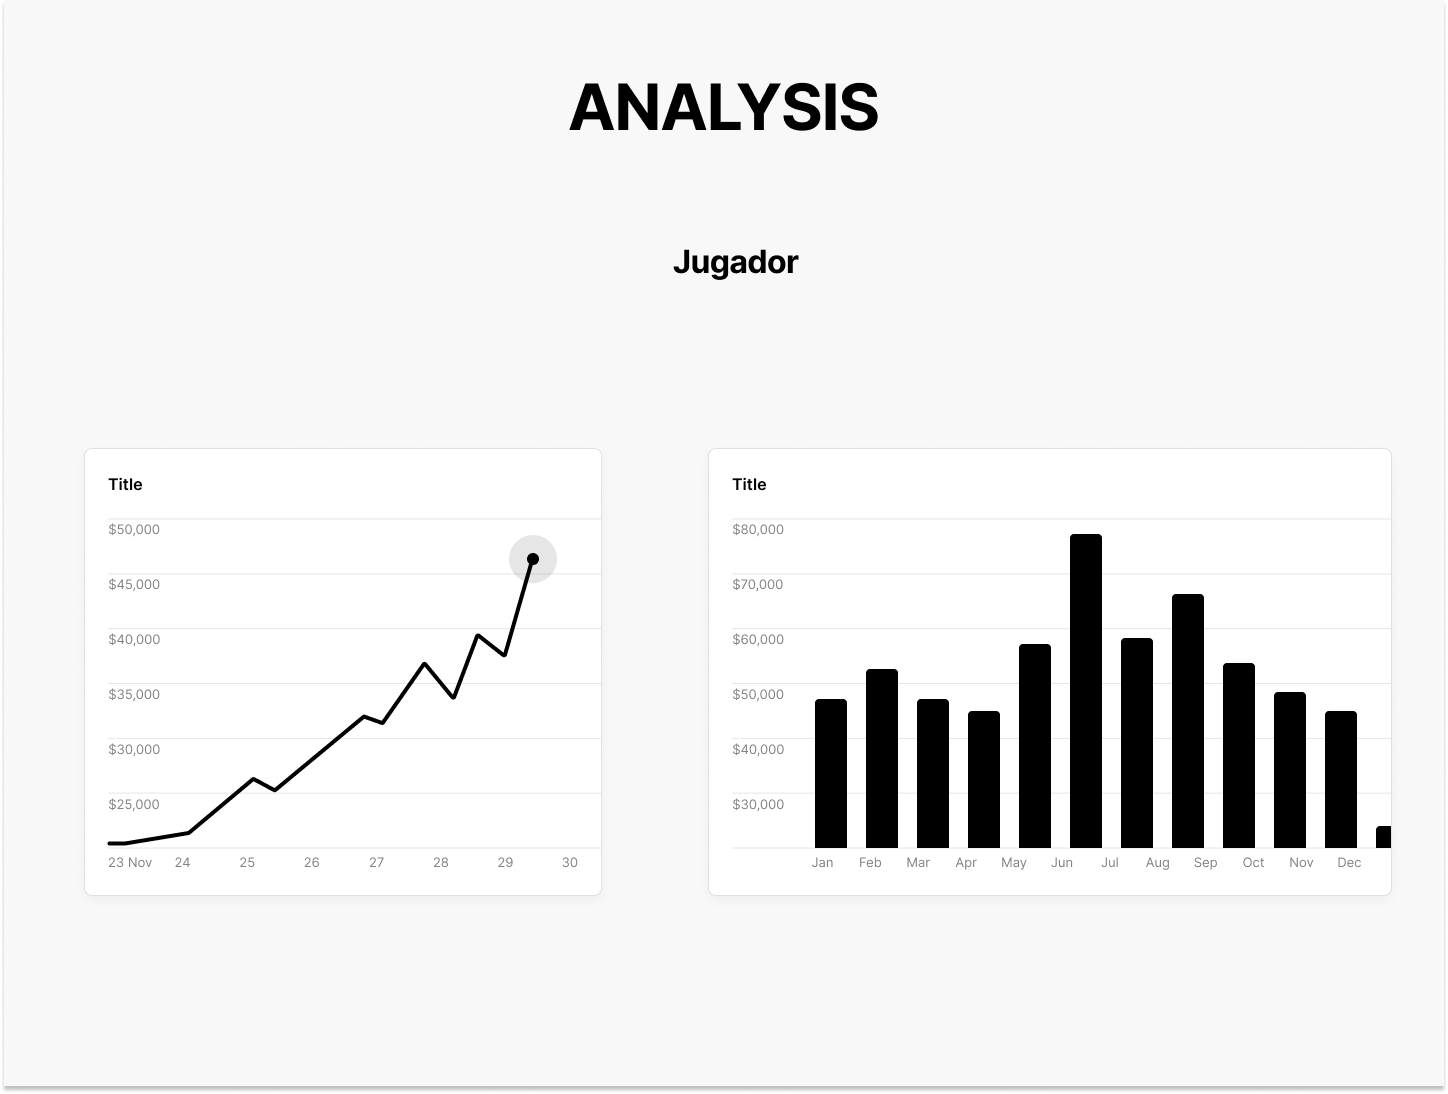 ANALYSIS
Jugador
Title
$50,000
$45,000
$40,000
$35,000
$30,000
$25,000
23 Nov 24 25 26 27 28 29 30
Title
$80,000
$70,000
$60,000
$50,000
$40,000
$30,000
Jan Feb Mar Apr May Jun Jul Aug Sep Oct Nov Dec